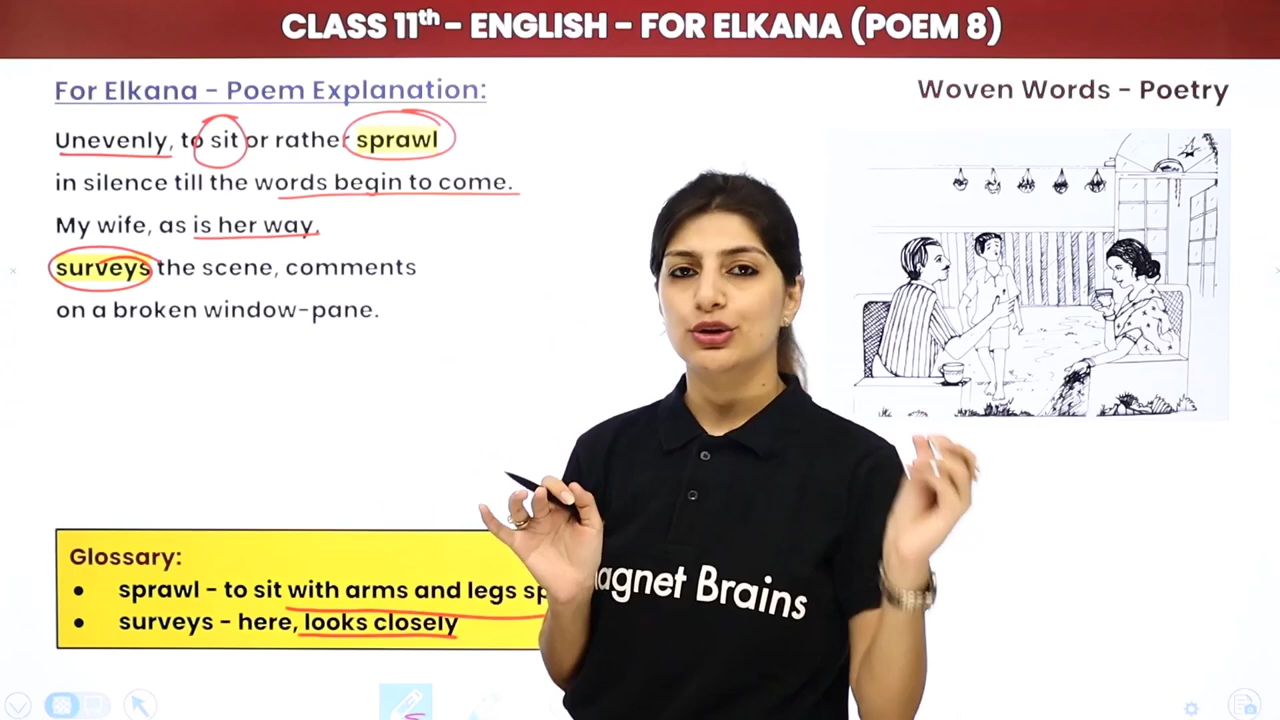 CLASS 11th – ENGLISH – FOR ELKANA (POEM 8)
For Elkana – Poem Explanation:
Woven Words – Poetry
Unevenly, to sit or rather sprawl
in silence till the words begin to come.
My wife, as is her way,
surveys the scene, comments
on a broken window-pane.
Glossary:
• sprawl – to sit with arms and legs
• surveys – here, looks closely
Brains